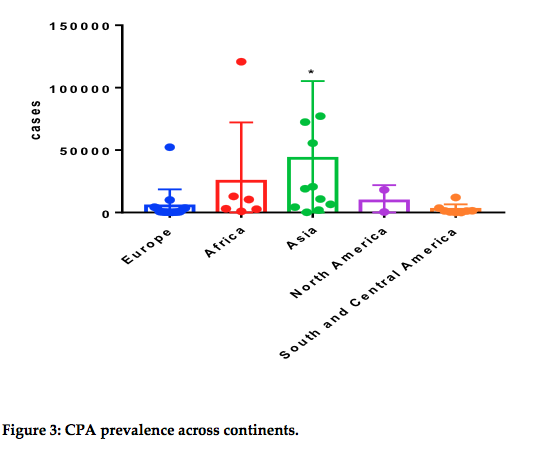 150000
100000
50000
0
cases
*
Europe
Africa
Asia
North America
South and Central America
Figure 3: CPA prevalence across continents.